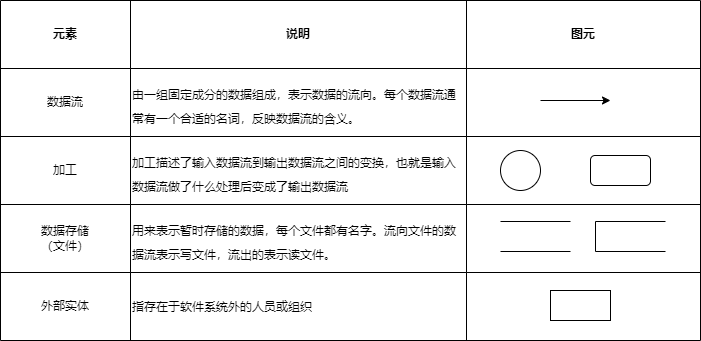 元素 说明 图元
数据流
由一组固定成分的数据组成，表示数据的流向。每个数据流通
常有一个合适的名词，反映数据流的含义。
加工
加工描述了输入数据流到输出数据流之间的变换，也就是输入
数据流做了什么处理后变成了输出数据流
数据存储
（文件）
用来表示暂时存储的数据，每个文件都有名字。流向文件的数
据流表示写文件，流出的表示读文件。
外部实体
指存在于软件系统外的人员或组织